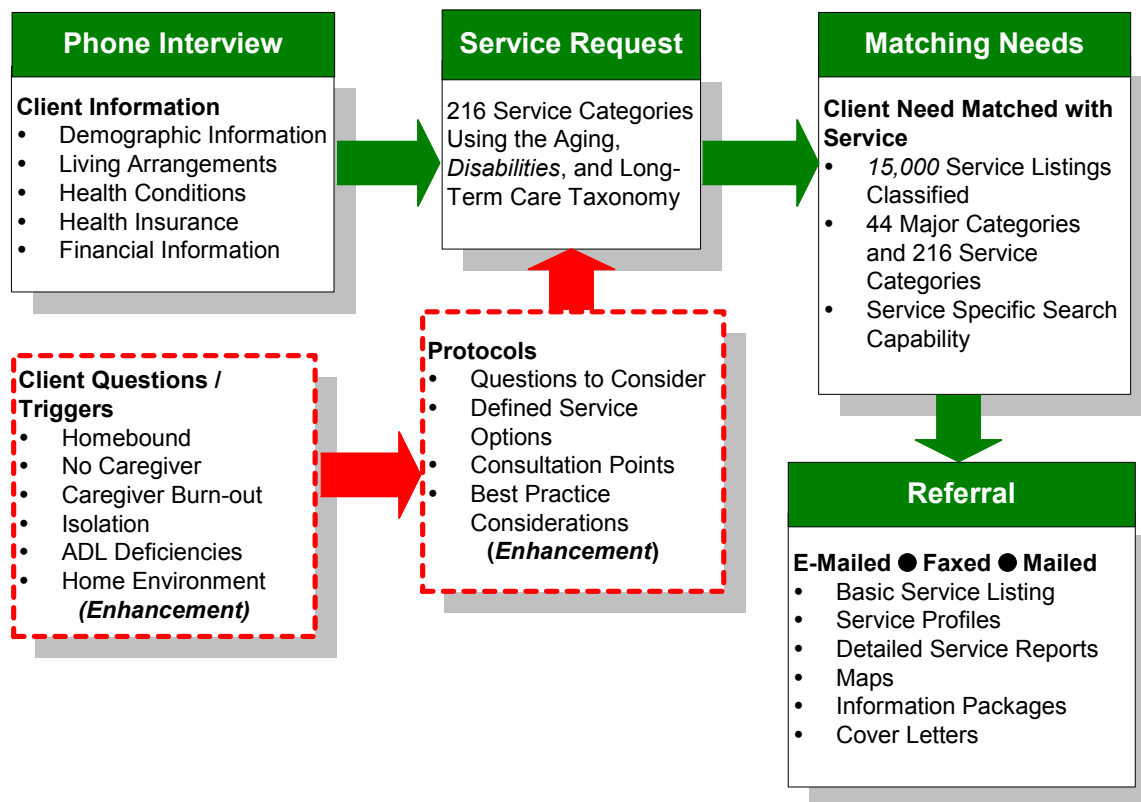 Phone Interview
Client Information
• Demographic Information
• Living Arrangements
• Health Conditions
• Health Insurance
• Financial Information
Service Request
216 Service Categories
Using the Aging,
Disabilities, and Long-
Term Care Taxonomy
Matching Needs
Client Need Matched with
Service
• 15,000 Service Listings
Classified
• 44 Major Categories
and 216 Service
Categories
• Service Specific Search
Capability
Client Questions /
Triggers
• Homebound
• No Caregiver
• Caregiver Burn-out
• Isolation
• ADL Deficiencies
• Home Environment
(Enhancement)
Protocols
• Questions to Consider
• Defined Service
Options
• Consultation Points
• Best Practice
Considerations
(Enhancement)
Referral
E-Mailed ● Faxed ● Mailed
• Basic Service Listing
• Service Profiles
• Detailed Service Reports
• Maps
• Information Packages
• Cover Letters